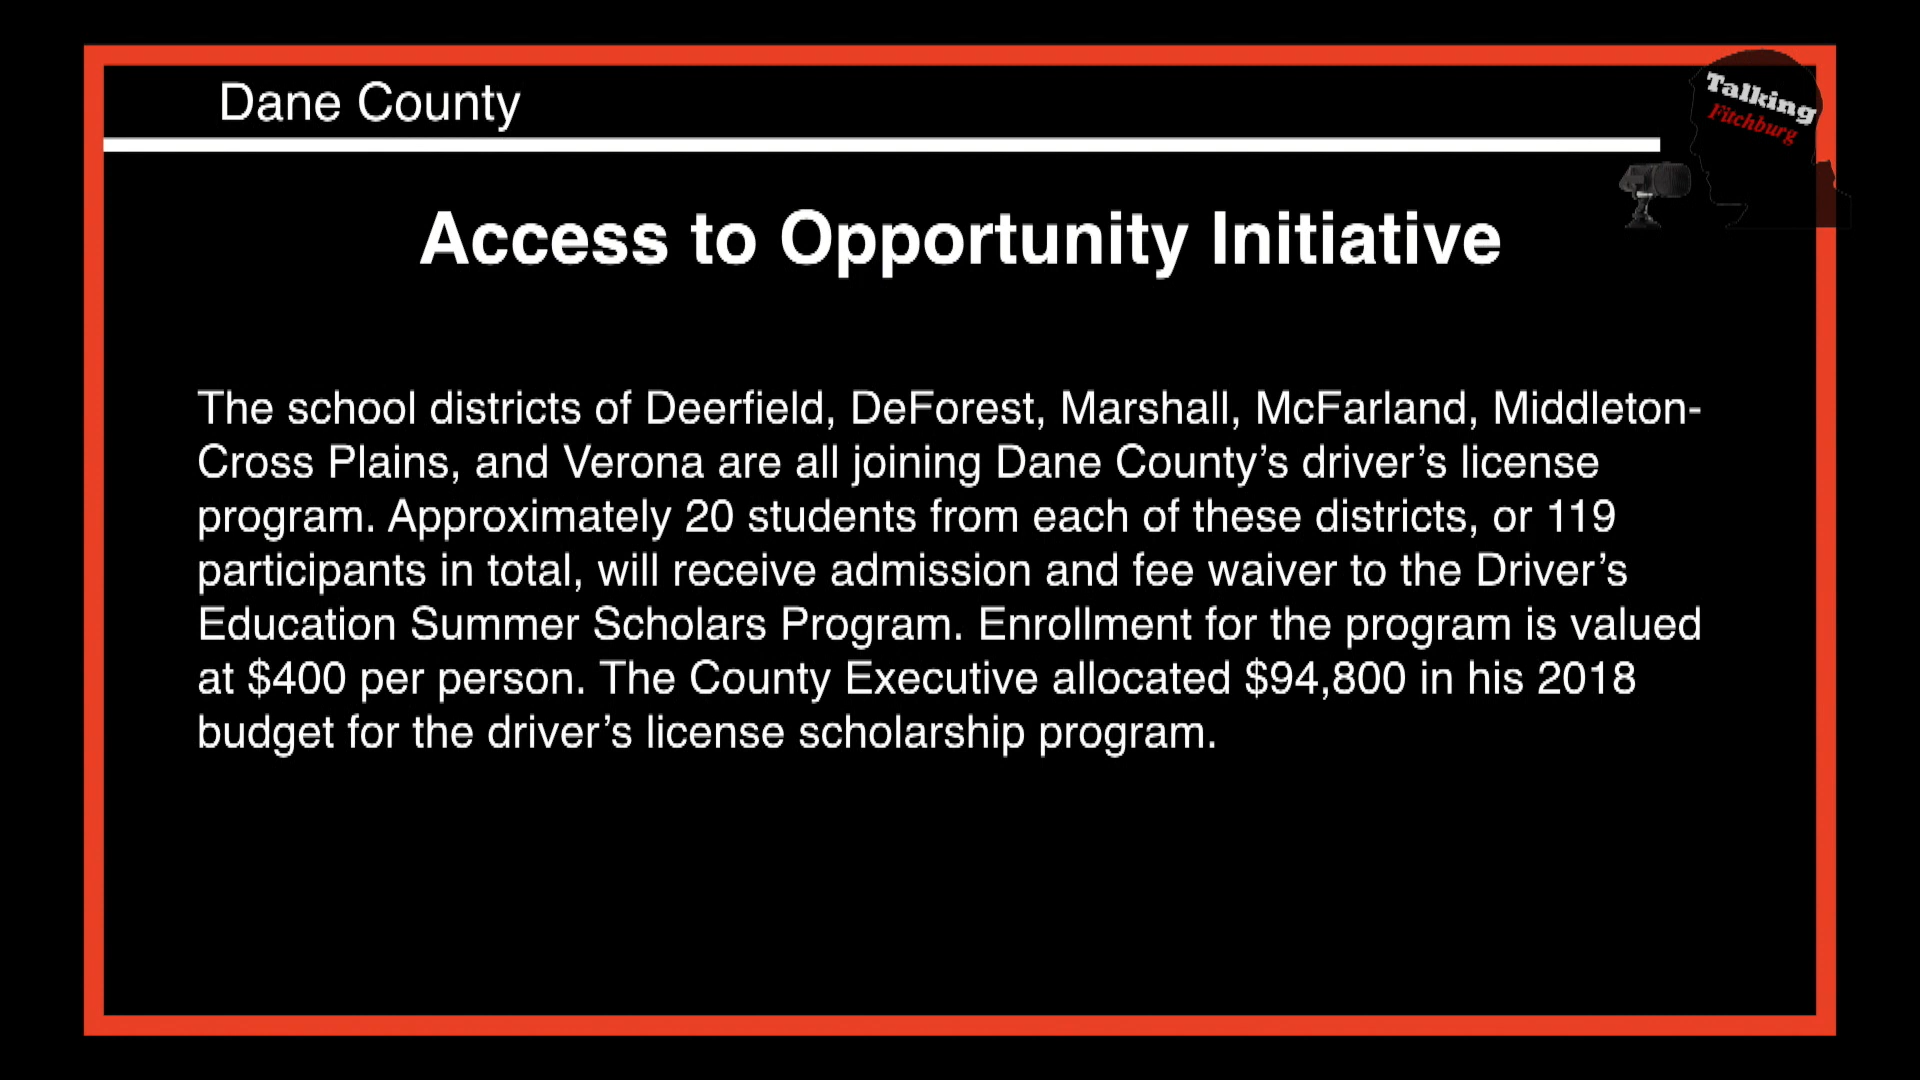 Dane County
Talking
Fitchburg
Access to Opportunity Initiative
The school districts of Deerfield, DeForest, Marshall, McFarland, Middleton-
Cross Plains, and Verona are all joining Dane County’s driver’s license
program. Approximately 20 students from each of these districts, or 119
participants in total, will receive admission and fee waiver to the Driver’s
Education Summer Scholars Program. Enrollment for the program is valued
at $400 per person. The County Executive allocated $94,800 in his 2018
budget for the driver’s license scholarship program.